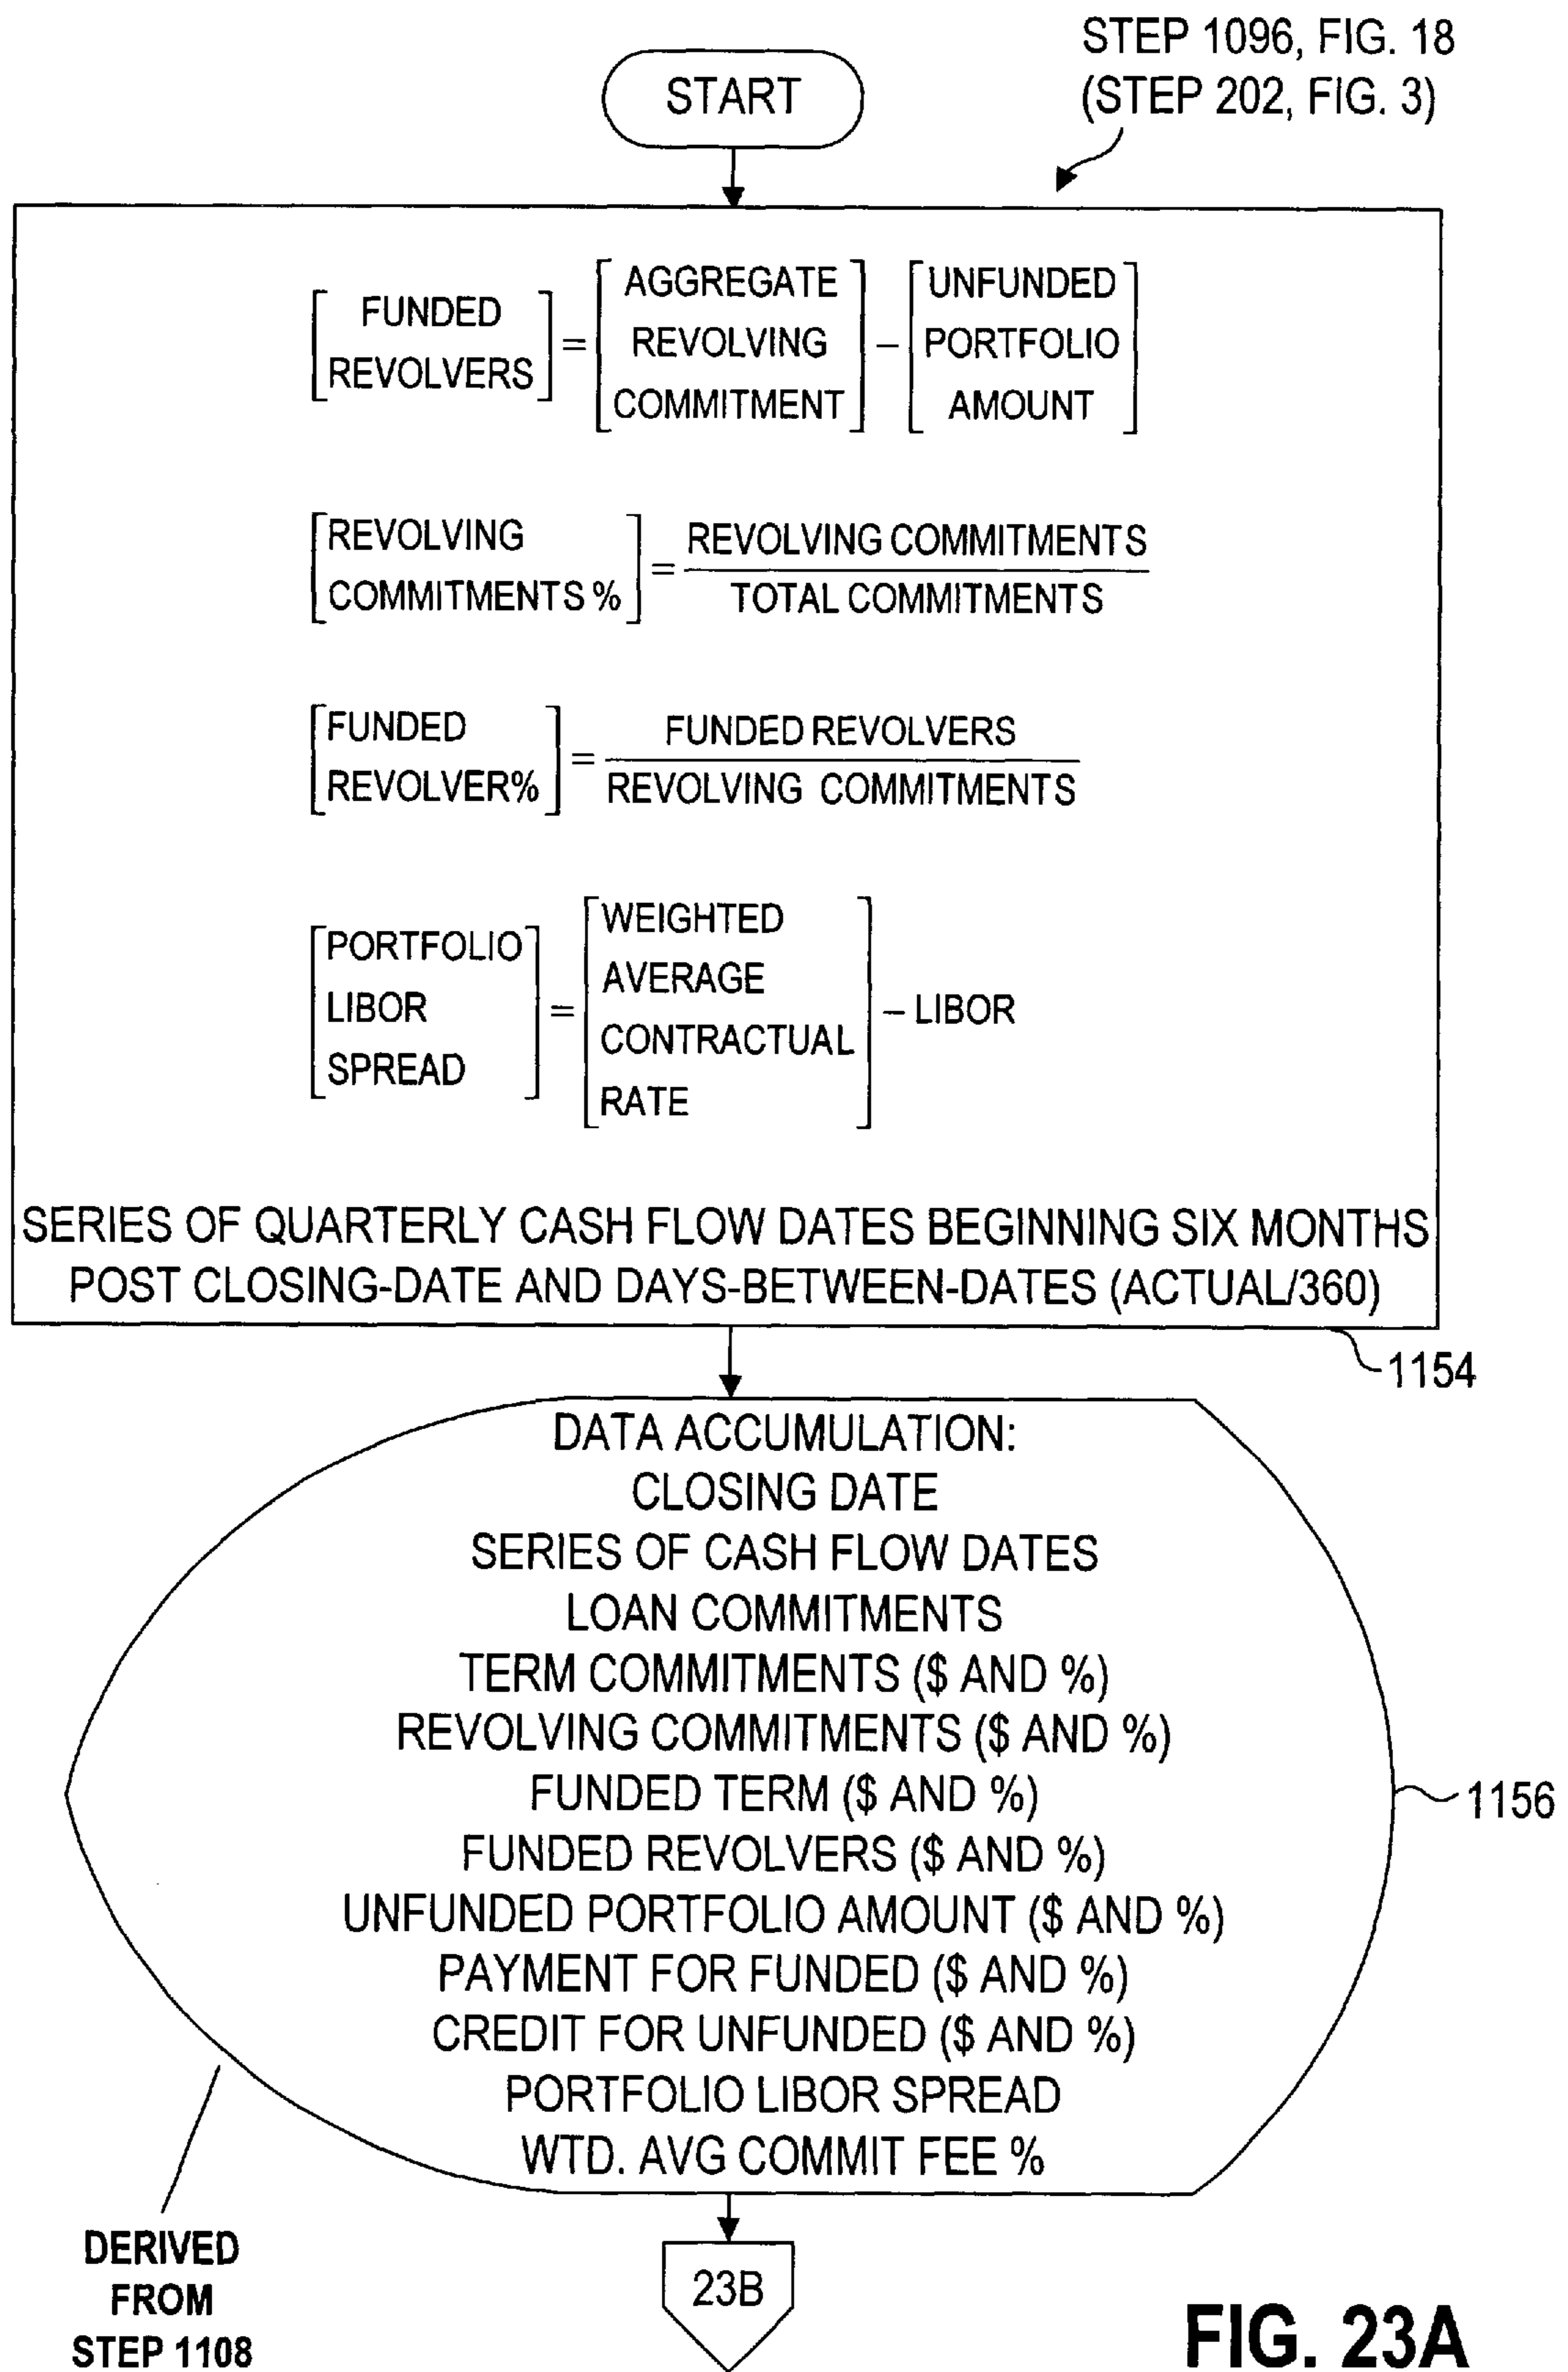 STEP 1096, FIG. 18
(STEP 202, FIG. 3)
START
[FUNDED REVOLVERS] = [AGGREGATE REVOLVING COMMITMENT] – [UNFUNDED PORTFOLIO AMOUNT]
[REVOLVING COMMITMENTS %] = REVOLVING COMMITMENTS / TOTAL COMMITMENTS
[FUNDED REVOLVER%] = FUNDED REVOLVERS / REVOLVING COMMITMENTS
[PORTFOLIO LIBOR SPREAD] = [WEIGHTED AVERAGE CONTRACTUAL RATE] – LIBOR
SERIES OF QUARTERLY CASH FLOW DATES BEGINNING SIX MONTHS
POST CLOSING-DATE AND DAYS-BETWEEN-DATES (ACTUAL/360)
1154
DATA ACCUMULATION:
CLOSING DATE
SERIES OF CASH FLOW DATES
LOAN COMMITMENTS
TERM COMMITMENTS ($ AND %)
REVOLVING COMMITMENTS ($ AND %)
FUNDED TERM ($ AND %)
1156
FUNDED REVOLVERS ($ AND %)
UNFUNDED PORTFOLIO AMOUNT ($ AND %)
PAYMENT FOR FUNDED ($ AND %)
CREDIT FOR UNFUNDED ($ AND %)
PORTFOLIO LIBOR SPREAD
WTD. AVG COMMIT FEE %
DERIVED
FROM
STEP 1108
23B
FIG. 23A